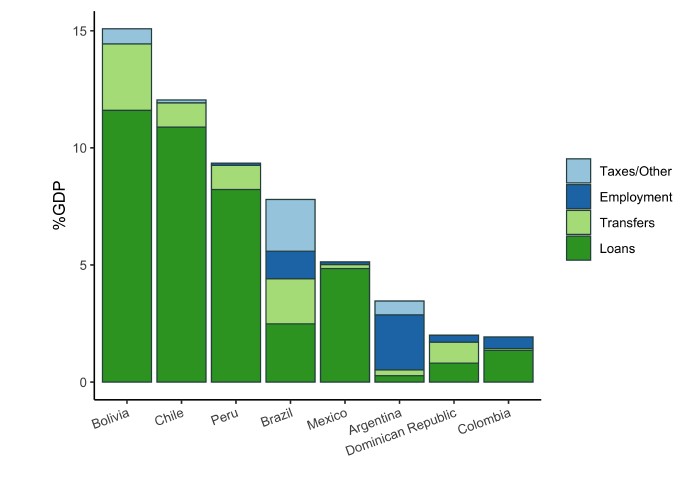 15
10
5
0
%GDP
Bolivia
Chile
Peru
Brazil
Mexico
Argentina
Dominican Republic
Colombia
Taxes/Other
Employment
Transfers
Loans